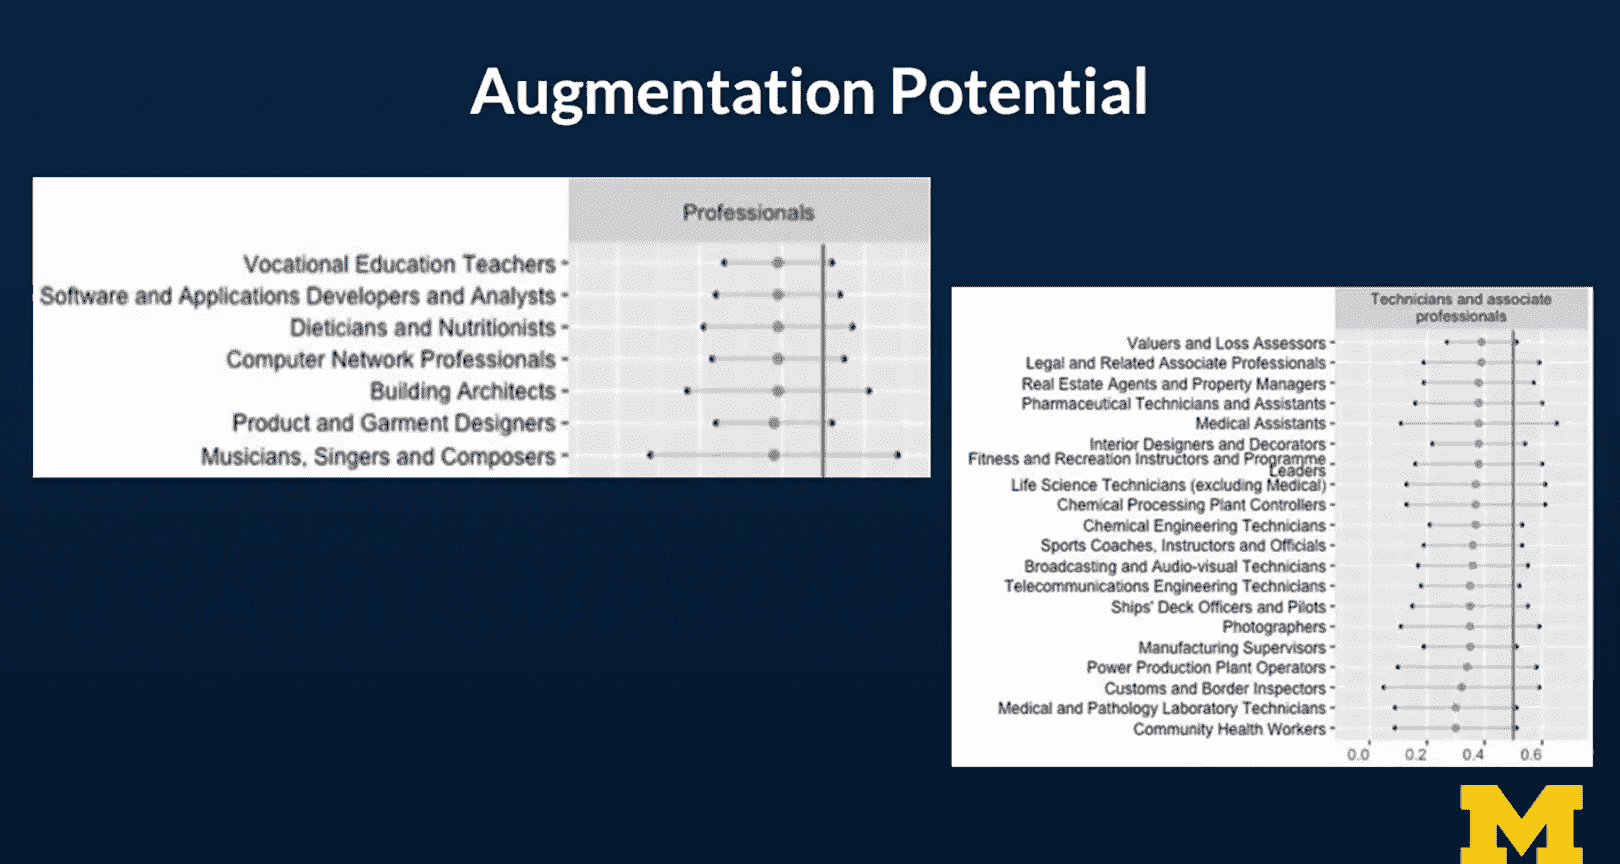 Augmentation Potential
Professionals
Vocational Education Teachers
Software and Applications Developers and Analysts
Dieticians and Nutritionists
Computer Network Professionals
Building Architects
Product and Garment Designers
Musicians, Singers and Composers
Technicians and associate
professionals
Valuers and Loss Assessors
Legal and Related Associate Professionals
Real Estate Agents and Property Managers
Pharmaceutical Technicians and Assistants
Medical Assistants
Interior Designers and Decorators
Fitness and Recreation Instructors and Programme
Leaders
Life Science Technicians (excluding Medical)
Chemical Processing Plant Controllers
Chemical Engineering Technicians
Sports Coaches, Instructors and Officials
Broadcasting and Audio-visual Technicians
Telecommunications Engineering Technicians
Ships' Deck Officers and Pilots
Photographers
Manufacturing Supervisors
Power Production Plant Operators
Customs and Border Inspectors
Medical and Pathology Laboratory Technicians
Community Health Workers
0.0 0.2 0.4 0.6
M